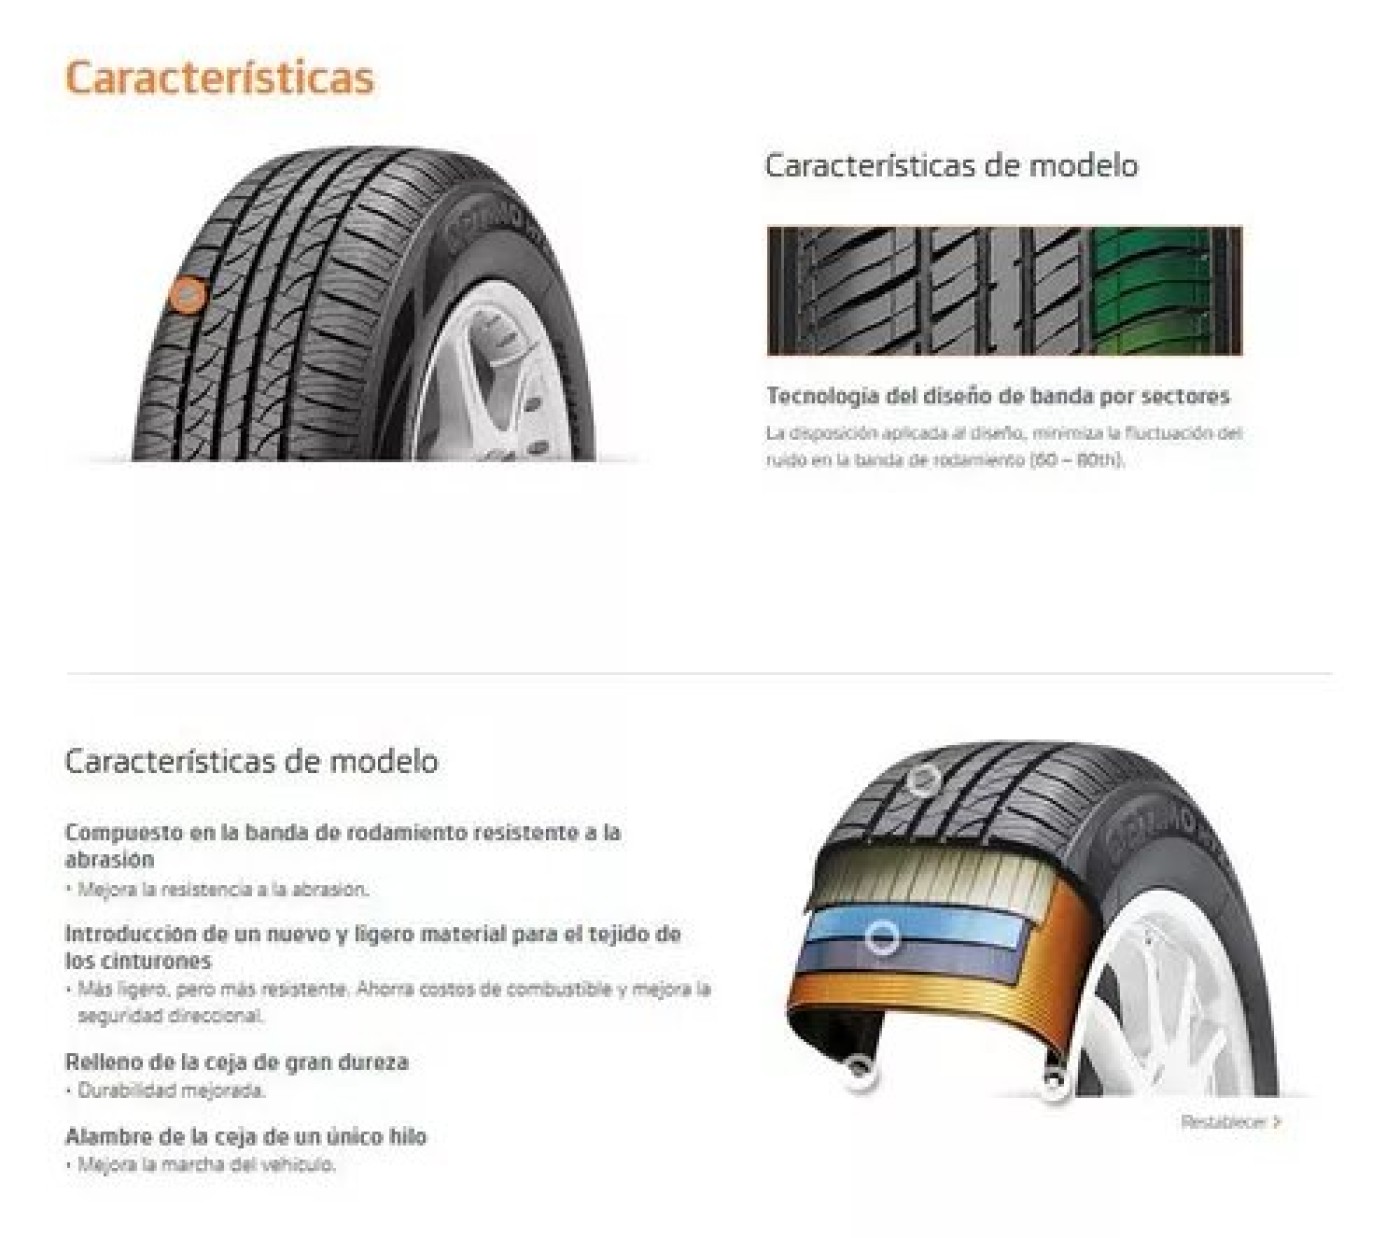 Características
Características de modelo
OPTIMO
Tecnología del diseño de banda por sectores
La disposición aplicada al diseño, minimiza la fluctuación del
ruido en la banda de rodamiento (60 – 80th).
Características de modelo
Compuesto en la banda de rodamiento resistente a la
abrasión
• Mejora la resistencia a la abrasión.
Introducción de un nuevo y ligero material para el tejido de
los cinturones
• Más ligero, pero más resistente. Ahorra costos de combustible y mejora la
seguridad direccional.
Relleno de la ceja de gran dureza
• Durabilidad mejorada.
Alambre de la ceja de un único hilo
• Mejora la marcha del vehículo.
OPTIMO
Restablecer >